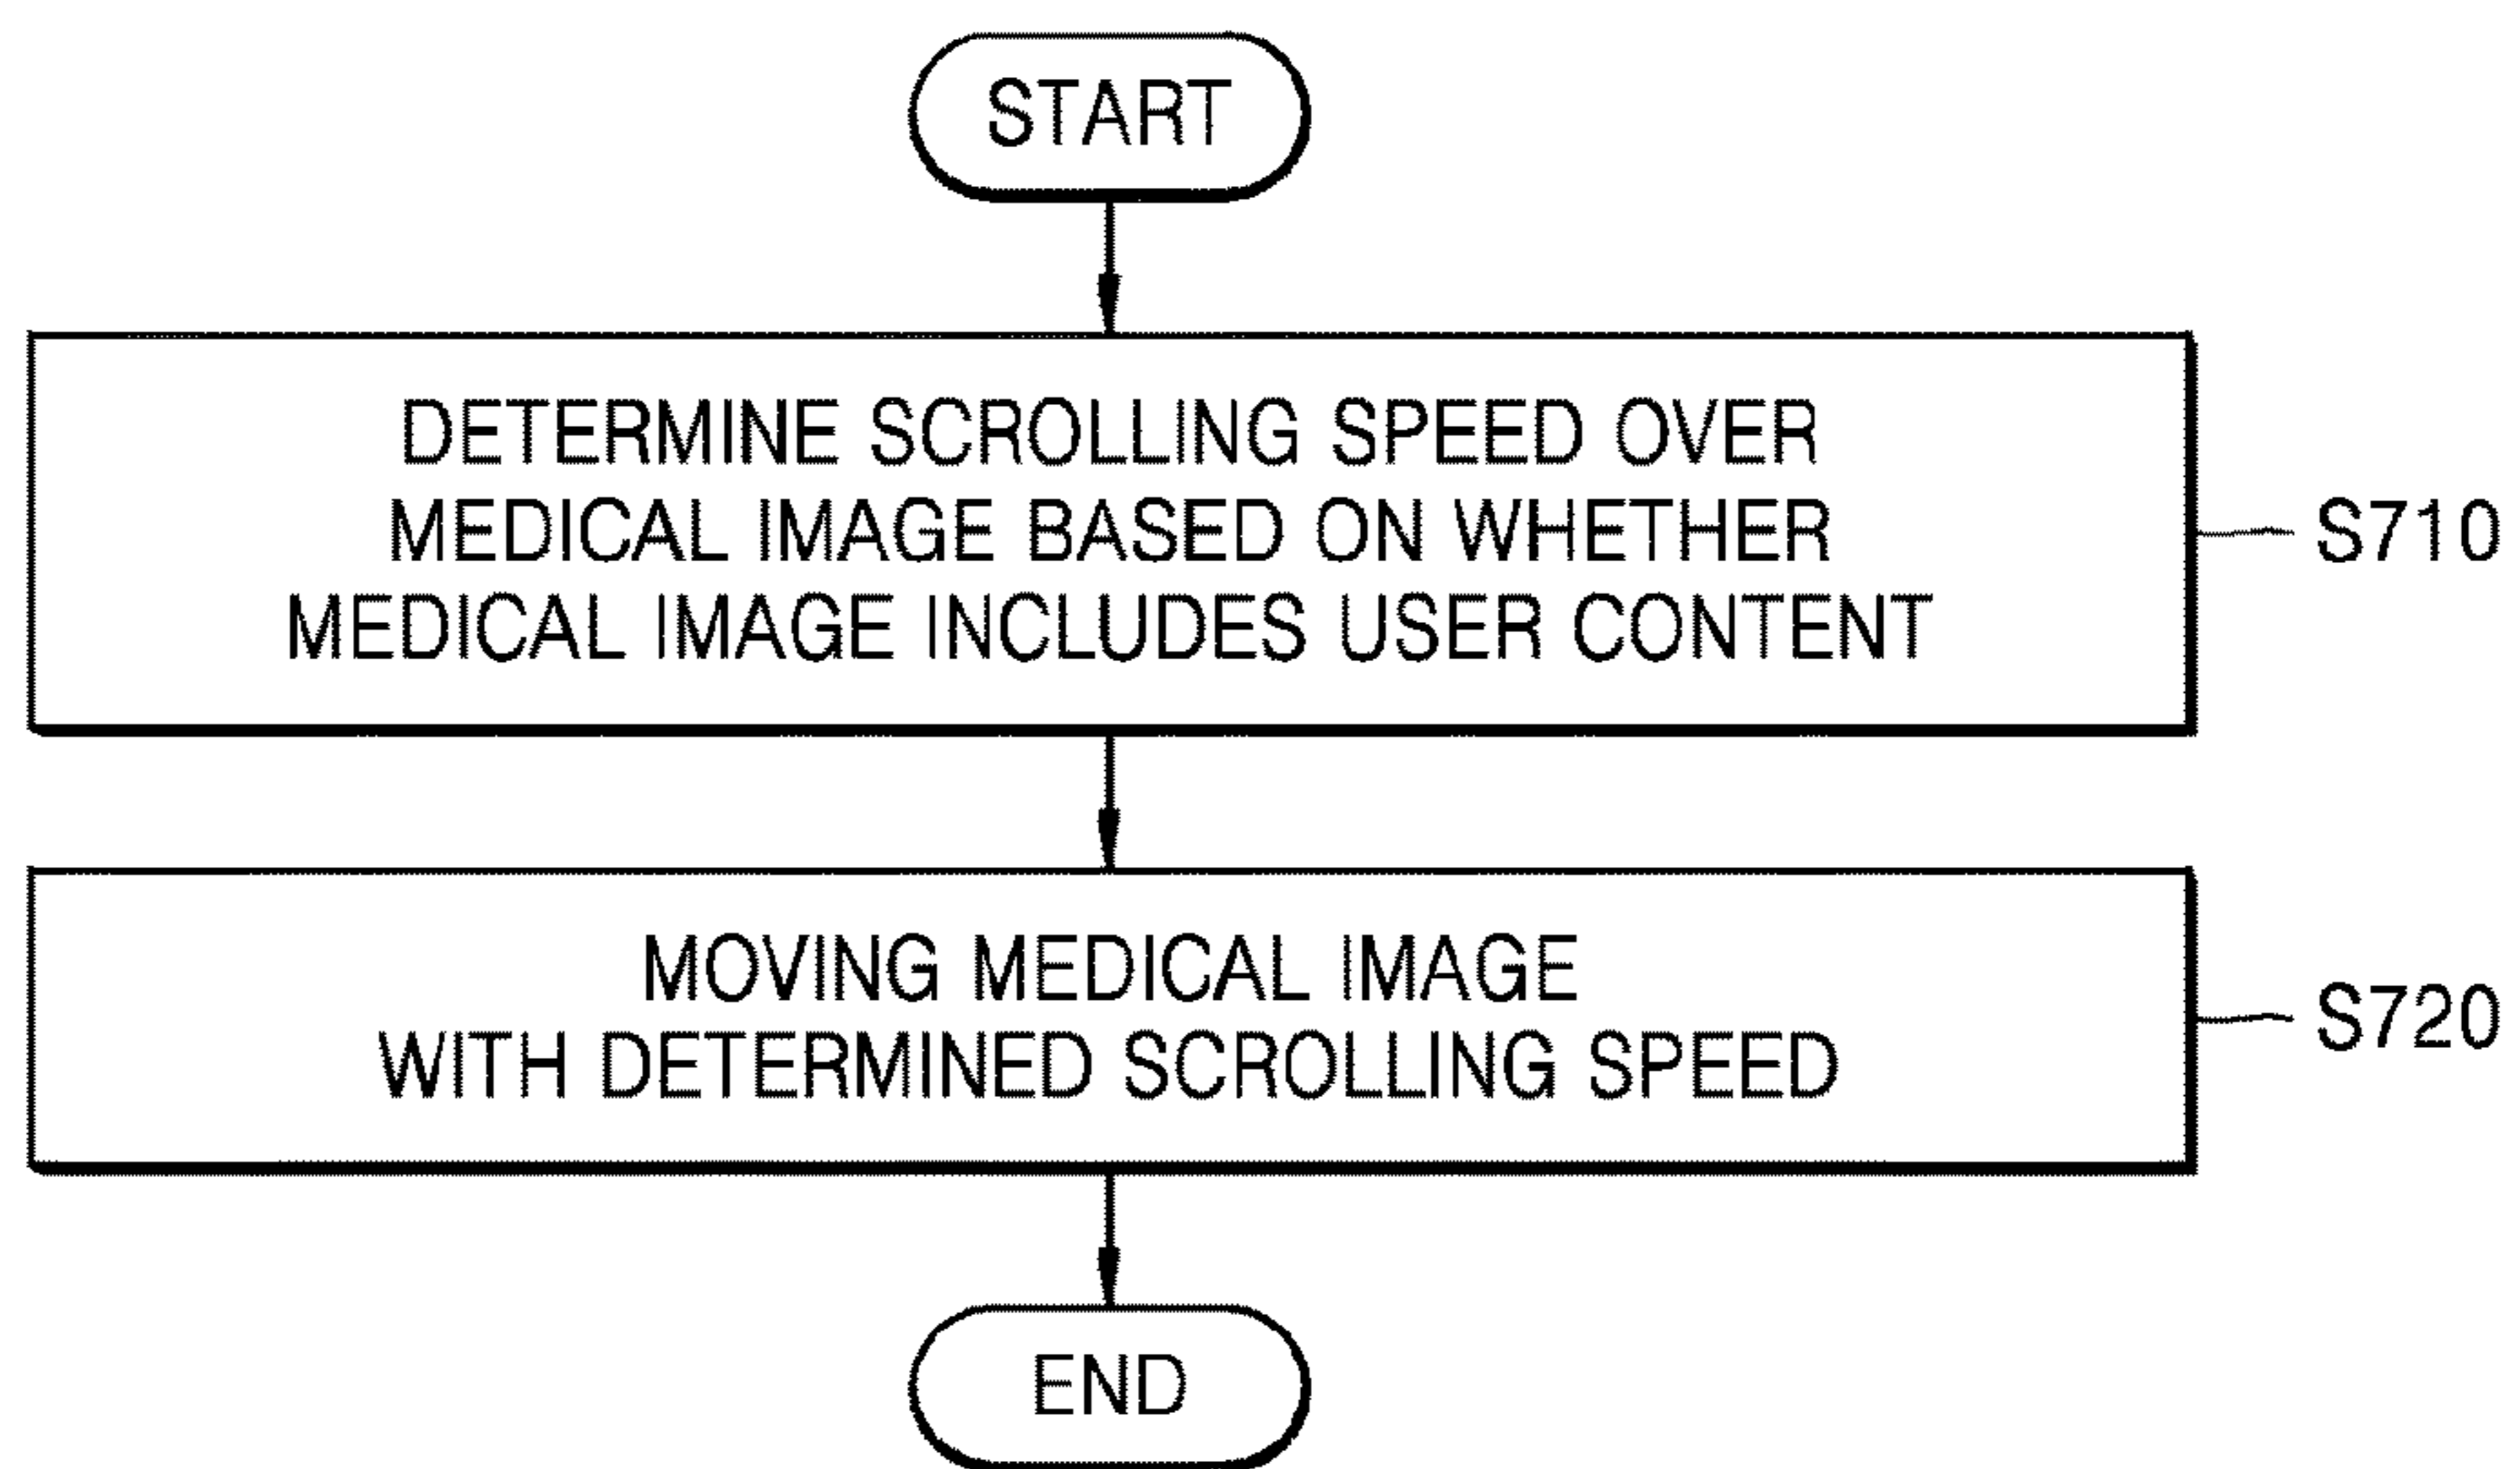 START
DETERMINE SCROLLING SPEED OVER
MEDICAL IMAGE BASED ON WHETHER
MEDICAL IMAGE INCLUDES USER CONTENT
S710
MOVING MEDICAL IMAGE
WITH DETERMINED SCROLLING SPEED
S720
END